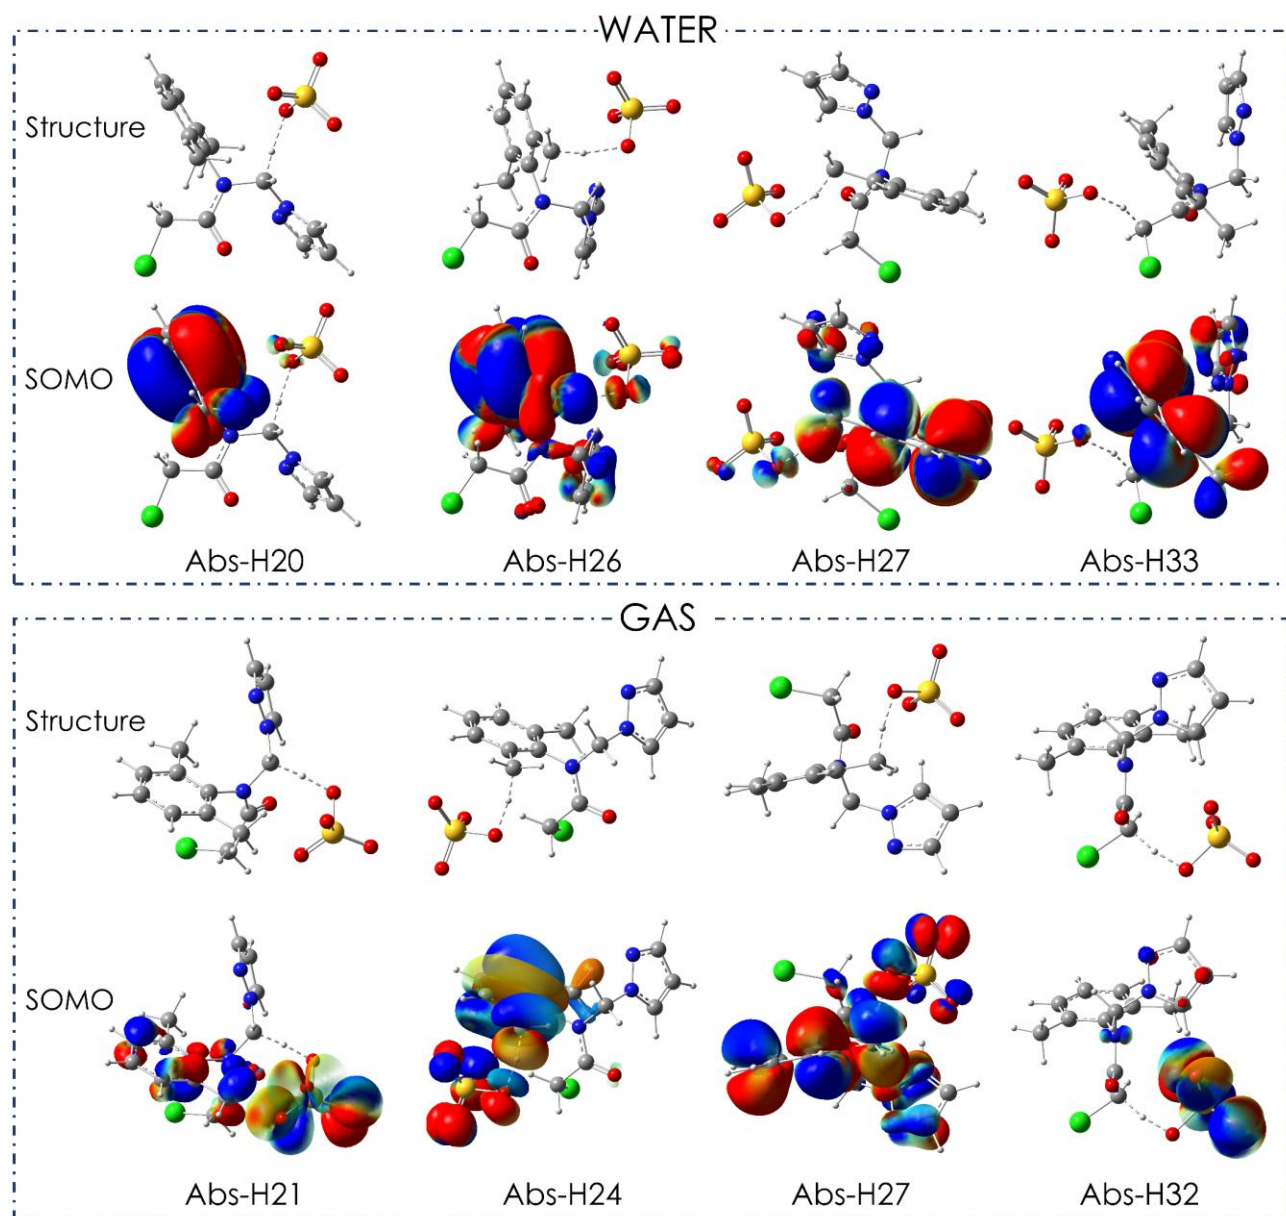 WATER
Structure
SOMO
Abs-H20 Abs-H26 Abs-H27 Abs-H33
GAS
Structure
SOMO
Abs-H21 Abs-H24 Abs-H27 Abs-H32